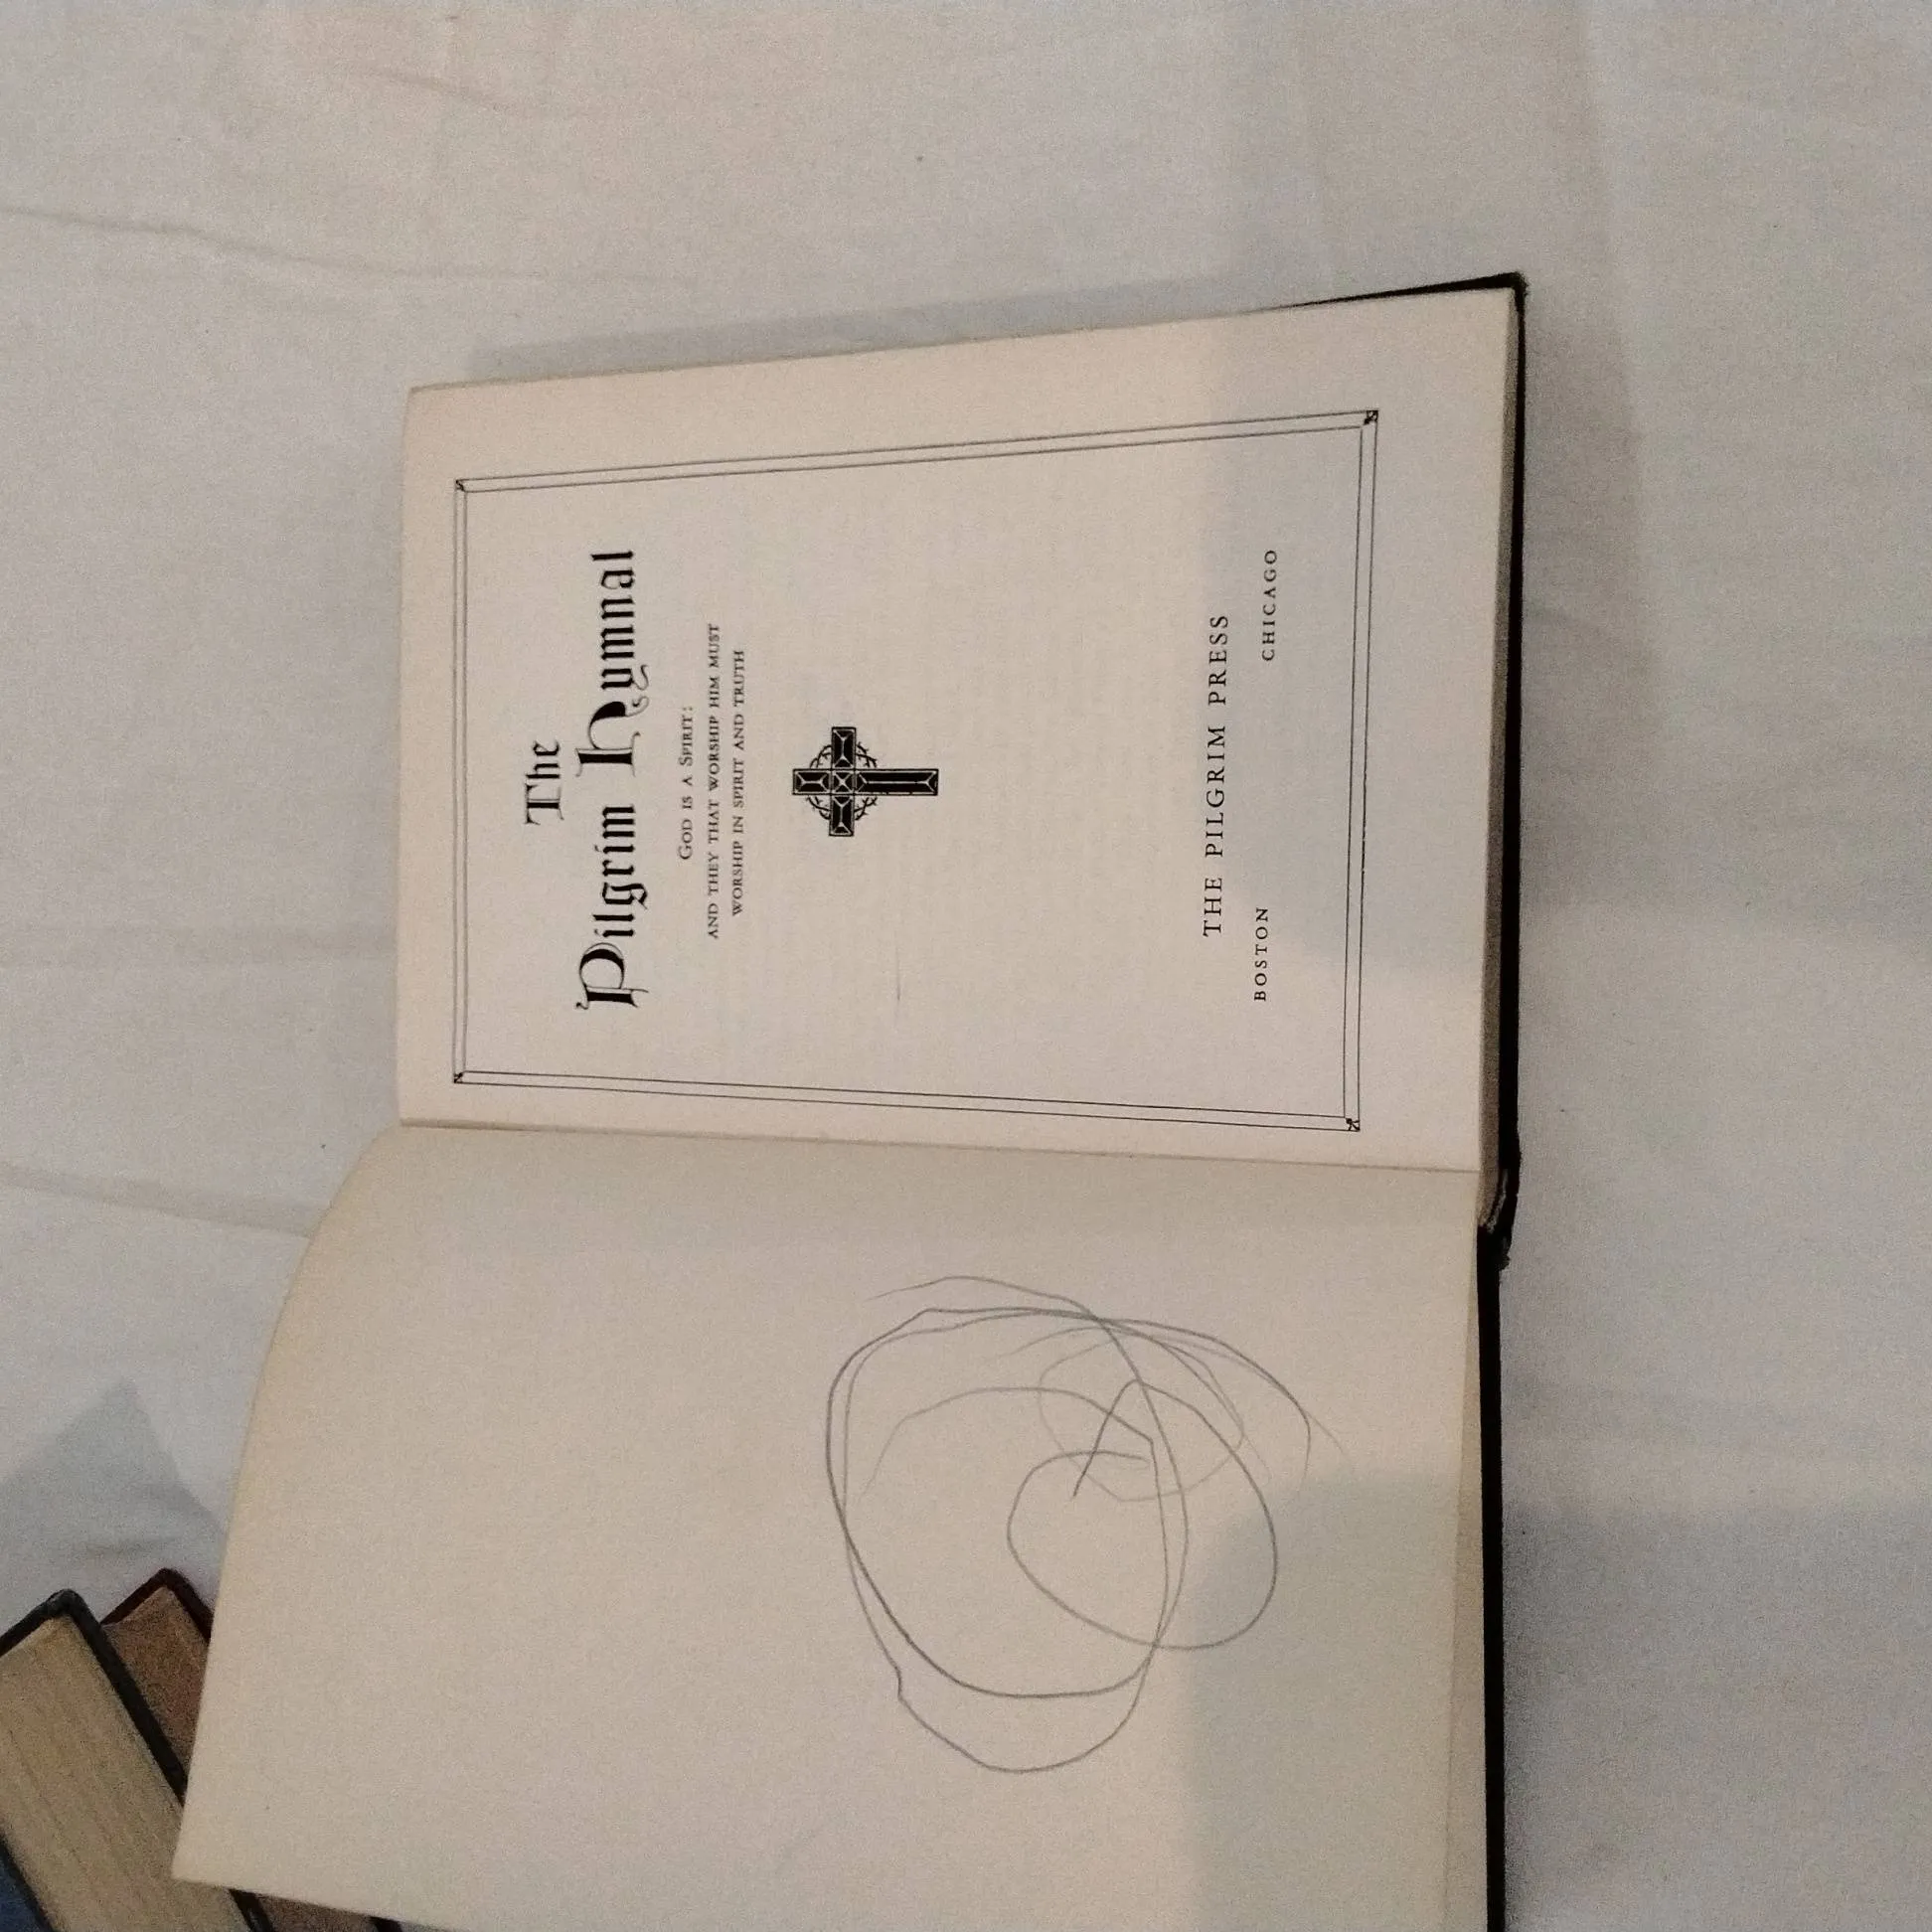 The
Pilgrim Hymnal
God is a Spirit:
and they that worship Him must
worship in spirit and truth
THE PILGRIM PRESS
BOSTON CHICAGO